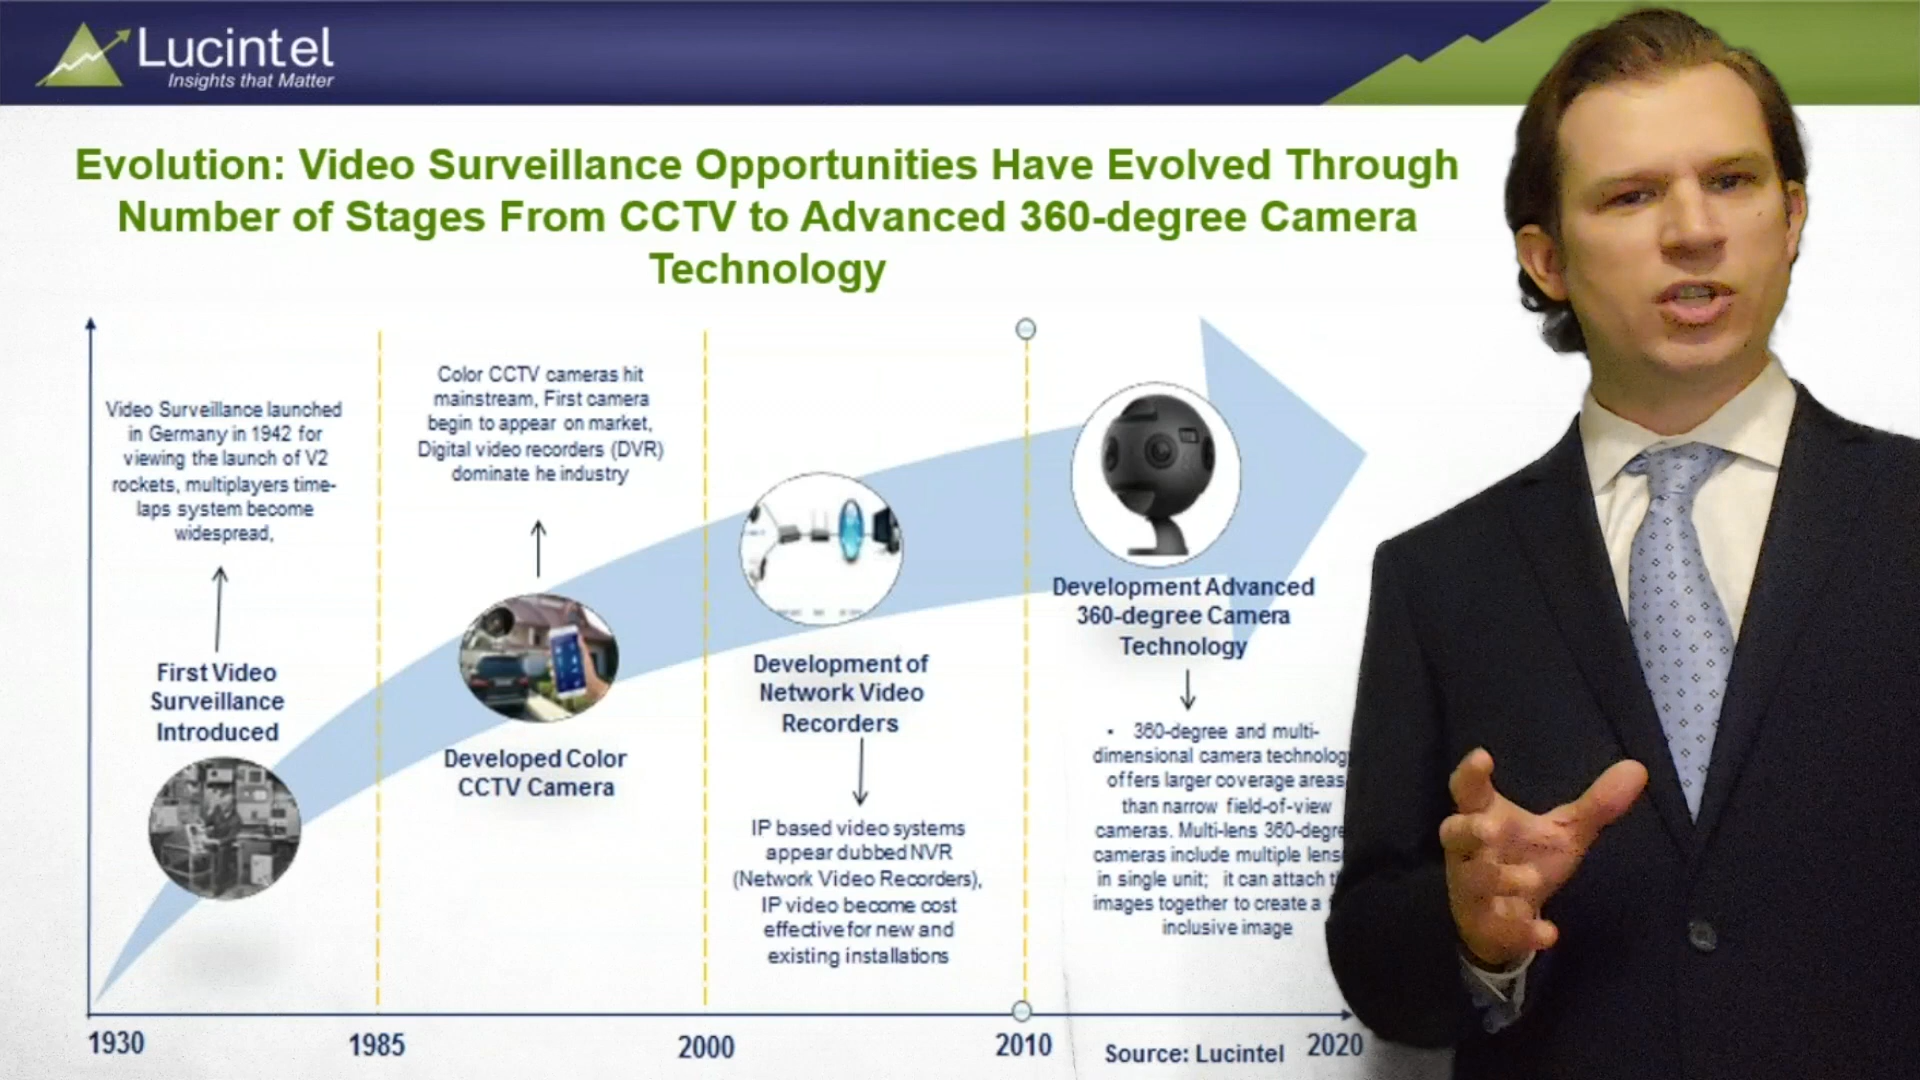 Lucintel
Insights that Matter
Evolution: Video Surveillance Opportunities Have Evolved Through
Number of Stages From CCTV to Advanced 360-degree Camera
Technology
Video Surveillance launched
in Germany in 1942 for
viewing the launch of V2
rockets, multiplayers time-
laps system become
widespread,
First Video
Surveillance
Introduced
Color CCTV cameras hit
mainstream, First camera
begin to appear on market,
Digital video recorders (DVR)
dominate he industry
Developed Color
CCTV Camera
Development of
Network Video
Recorders
IP based video systems
appear dubbed NVR
(Network Video Recorders),
IP video become cost
effective for new and
existing installations
Development Advanced
360-degree Camera
Technology
• 360-degree and multi-
dimensional camera technolog
offers larger coverage areas
than narrow field-of-view
cameras. Multi-lens 360-degre
cameras include multiple lens
in single unit; it can attach
images together to create a
inclusive image
1930
1985
2000
2010
2020
Source: Lucintel